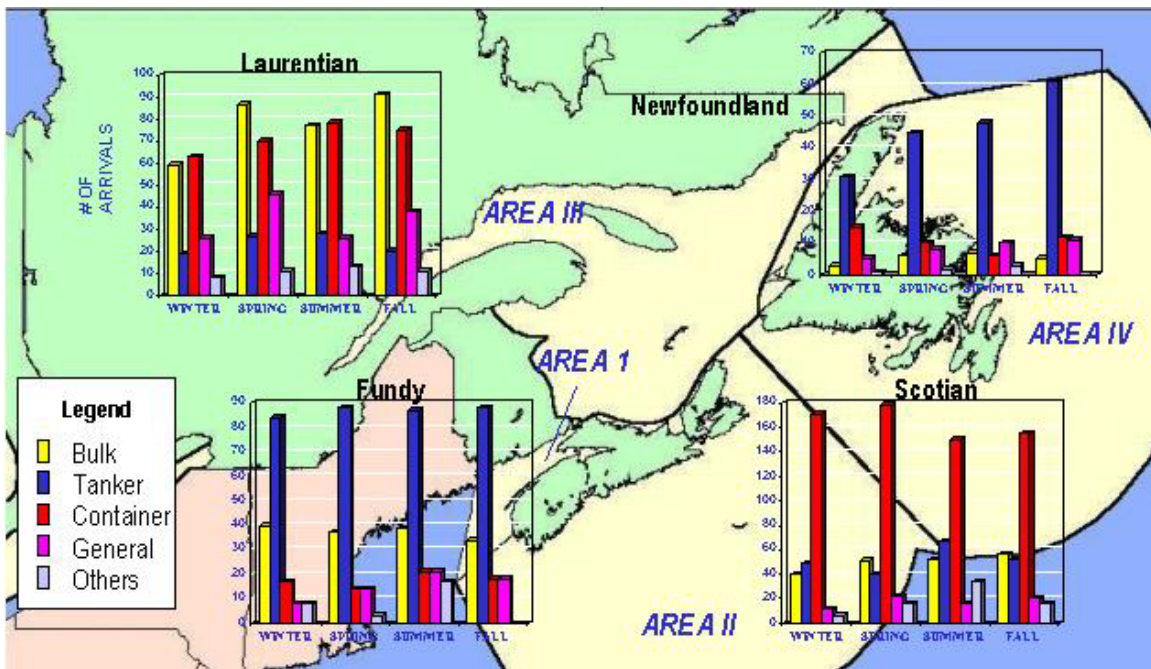 Laurentian
100
90
80
70
60
50
40
30
20
10
0
# OF
ARRIVALS
WINTER SPRING SUMMER FALL
Newfoundland
70
60
50
40
30
20
10
0
WINTER SPRING SUMMER FALL
AREA III
AREA IV
AREA 1
Legend
Bulk
Tanker
Container
General
Others
Fundy
90
80
70
60
50
40
30
20
10
0
WINTER SPRING SUMMER FALL
Scotian
180
160
140
120
100
80
60
40
20
0
WINTER SPRING SUMMER FALL
AREA II